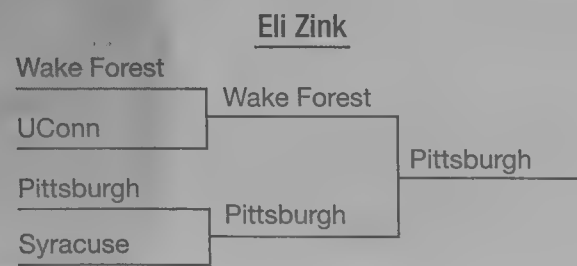 Eli Zink
Wake Forest
Wake Forest
UConn
Pittsburgh
Pittsburgh
Pittsburgh
Syracuse